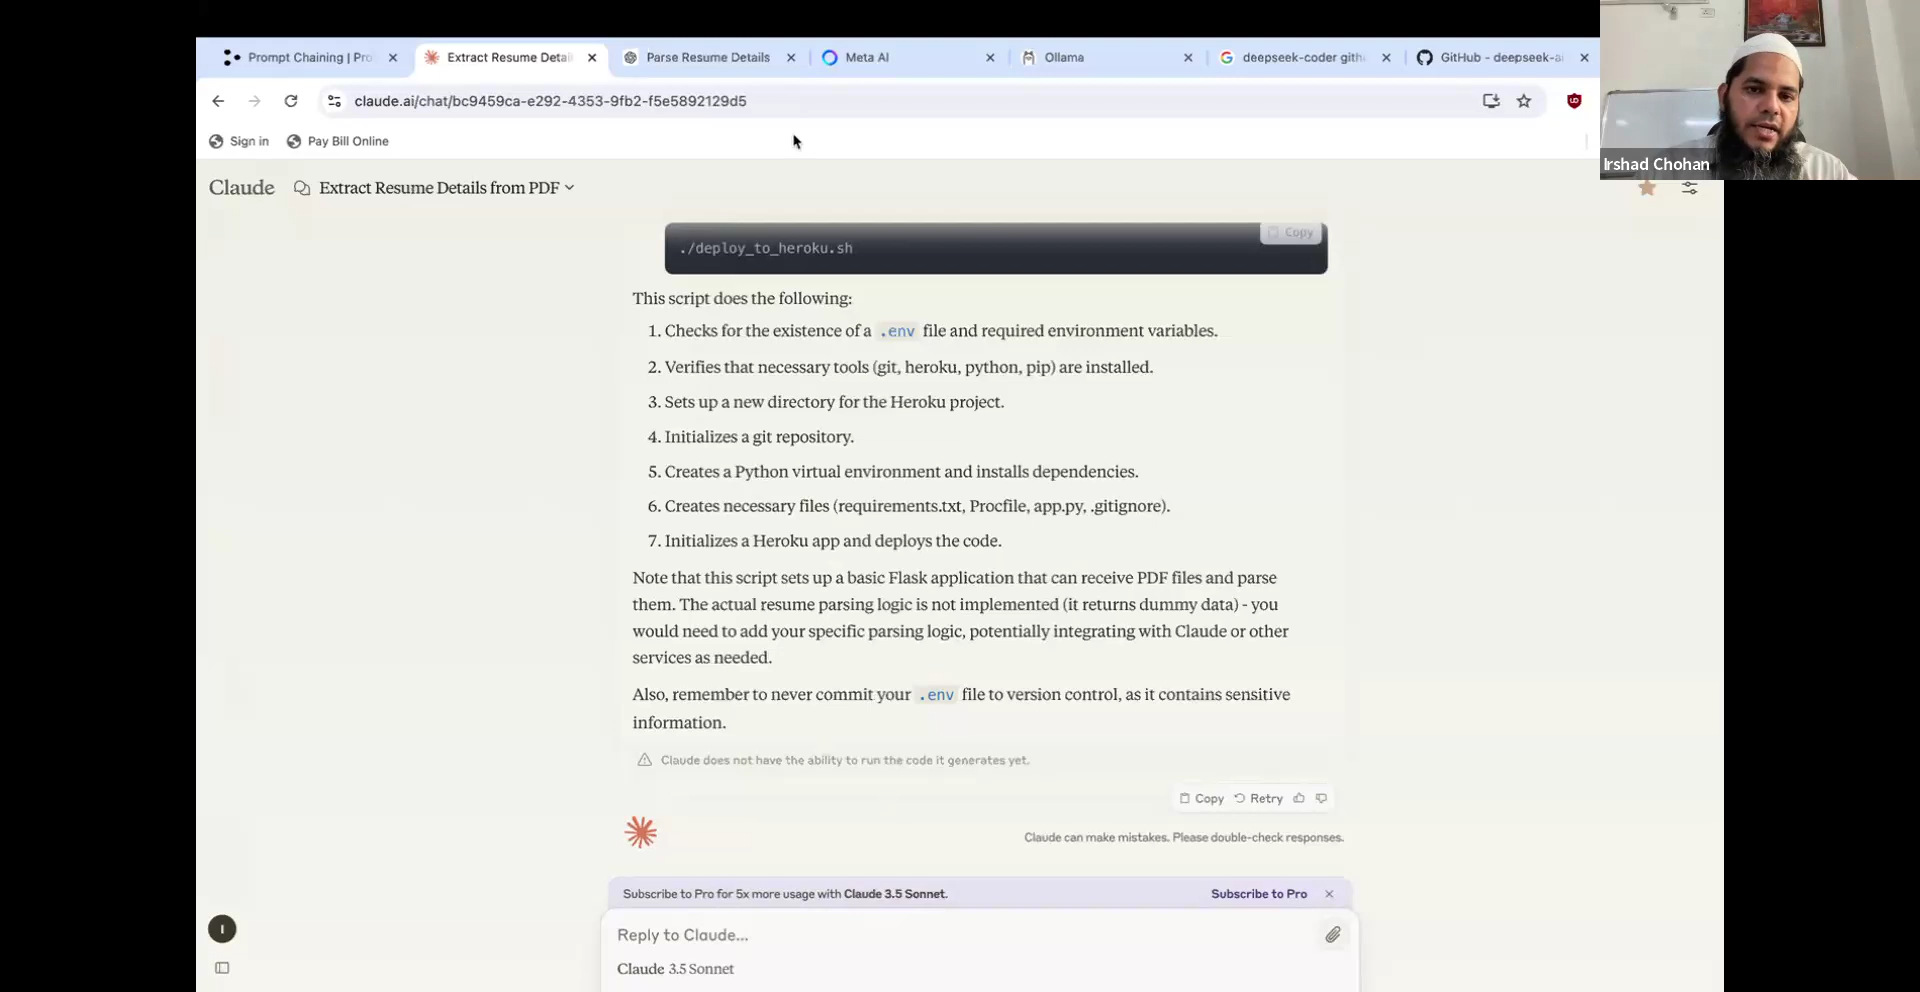 Prompt Chaining | Pro
Extract Resume Detai
Parse Resume Details
Meta AI
Ollama
deepseek-coder gith
GitHub - deepseek-a
claude.ai/chat/bc9459ca-e292-4353-9fb2-f5e5892129d5
Sign in
Pay Bill Online
Irshad Chohan
Claude
Extract Resume Details from PDF
Copy
./deploy_to_heroku.sh
This script does the following:
1. Checks for the existence of a .env file and required environment variables.
2. Verifies that necessary tools (git, heroku, python, pip) are installed.
3. Sets up a new directory for the Heroku project.
4. Initializes a git repository.
5. Creates a Python virtual environment and installs dependencies.
6. Creates necessary files (requirements.txt, Procfile, app.py, .gitignore).
7. Initializes a Heroku app and deploys the code.
Note that this script sets up a basic Flask application that can receive PDF files and parse
them. The actual resume parsing logic is not implemented (it returns dummy data) - you
would need to add your specific parsing logic, potentially integrating with Claude or other
services as needed.
Also, remember to never commit your .env file to version control, as it contains sensitive
information.
Claude does not have the ability to run the code it generates yet.
Copy Retry
Claude can make mistakes. Please double-check responses.
Subscribe to Pro for 5x more usage with Claude 3.5 Sonnet.
Subscribe to Pro
I
Reply to Claude...
Claude 3.5 Sonnet